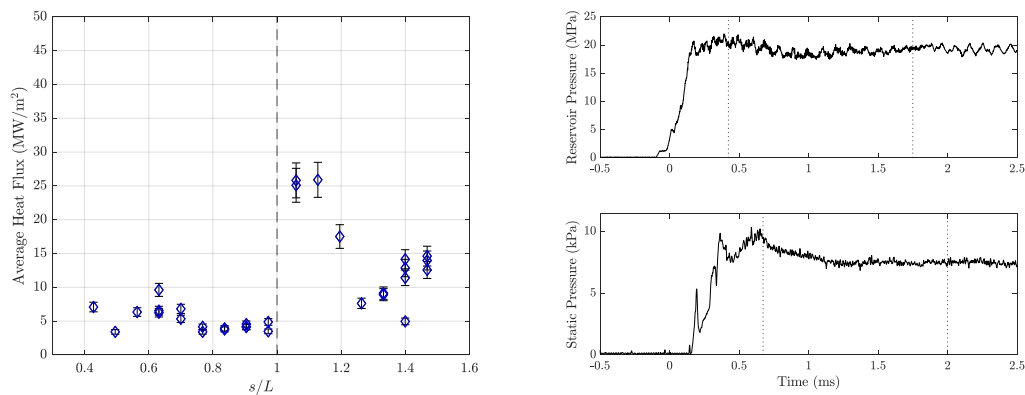 Average Heat Flux (MW/m²)
50
45
40
35
30
25
20
15
10
5
0
0.4 0.6 0.8 1 1.2 1.4 1.6
s/L
Reservoir Pressure (MPa)
25
20
15
10
5
0
-0.5 0 0.5 1 1.5 2 2.5
Static Pressure (kPa)
10
5
0
-0.5 0 0.5 1 1.5 2 2.5
Time (ms)